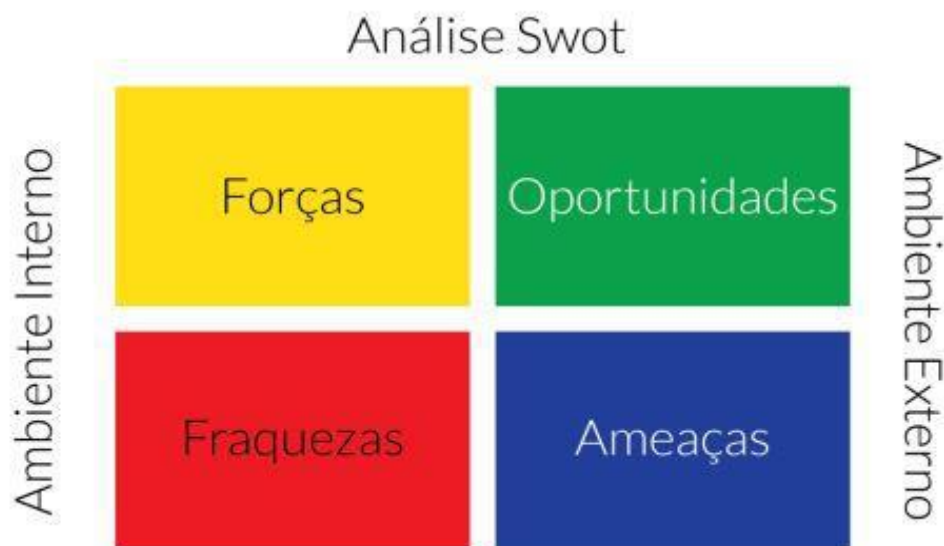 Análise Swot
Ambiente Interno
Forças
Oportunidades
Fraquezas
Ameaças
Ambiente Externo